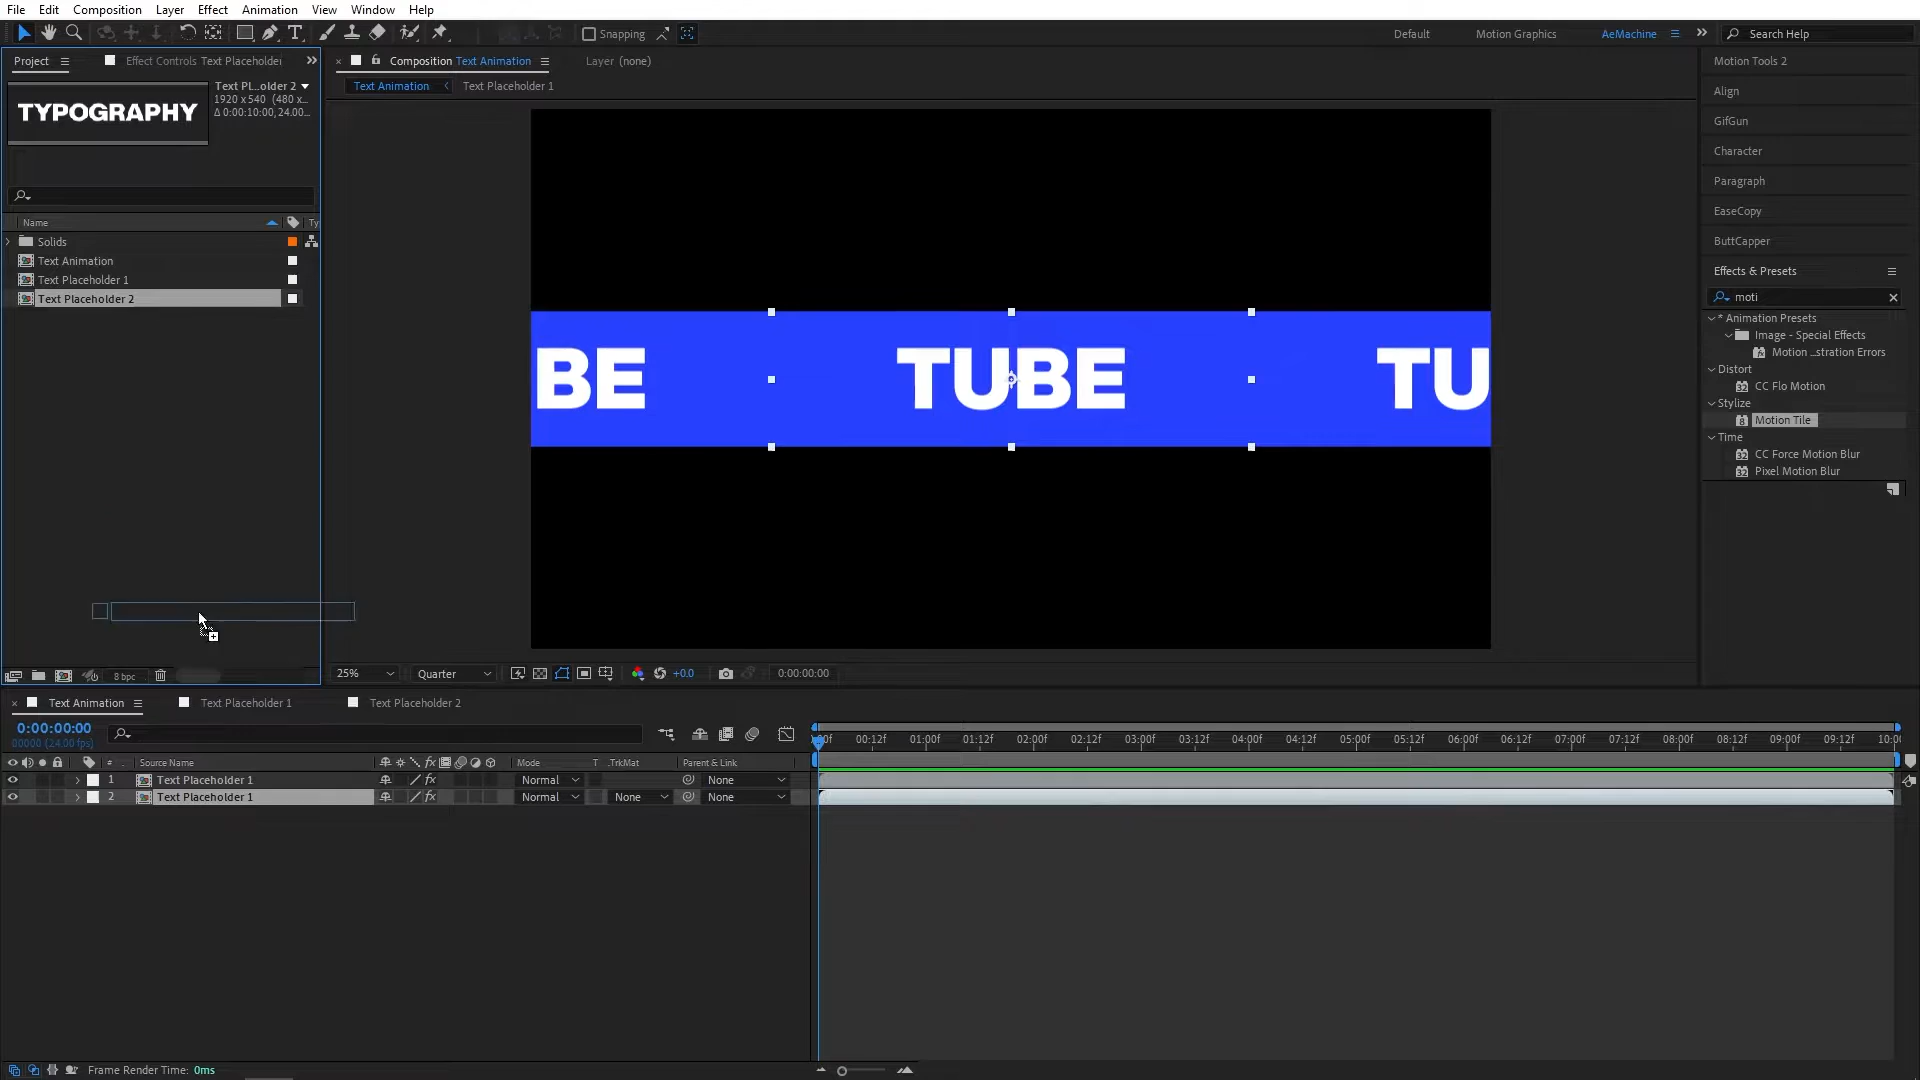 File Edit Composition Layer Effect Animation View Window Help
Snapping
Default Motion Graphics AeMachine Search Help
Project Effect Controls Text Placeholder
Composition Text Animation Layer (none)
Text Animation Text Placeholder 1
TYPOGRAPHY
Text Pl...older 2
1920 x 540 (480 x...
Δ 0:00:10:00, 24.00...
Name Ty
Solids
Text Animation
Text Placeholder 1
Text Placeholder 2
8 bpc
BE TUBE TU
25% Quarter +0.0 0:00:00:00
Motion Tools 2
Align
GifGun
Character
Paragraph
EaseCopy
ButtCapper
Effects & Presets
moti
* Animation Presets
Image - Special Effects
Motion ...stration Errors
Distort
CC Flo Motion
Stylize
Motion Tile
Time
CC Force Motion Blur
Pixel Motion Blur
Text Animation Text Placeholder 1 Text Placeholder 2
0:00:00:00
00000 (24.00 fps)
00:12f 01:00f 01:12f 02:00f 02:12f 03:00f 03:12f 04:00f 04:12f 05:00f 05:12f 06:00f 06:12f 07:00f 07:12f 08:00f 08:12f 09:00f 09:12f
# Source Name Mode T .TrkMat Parent & Link
1 Text Placeholder 1 Normal None
2 Text Placeholder 1 Normal None None
Frame Render Time: 0ms